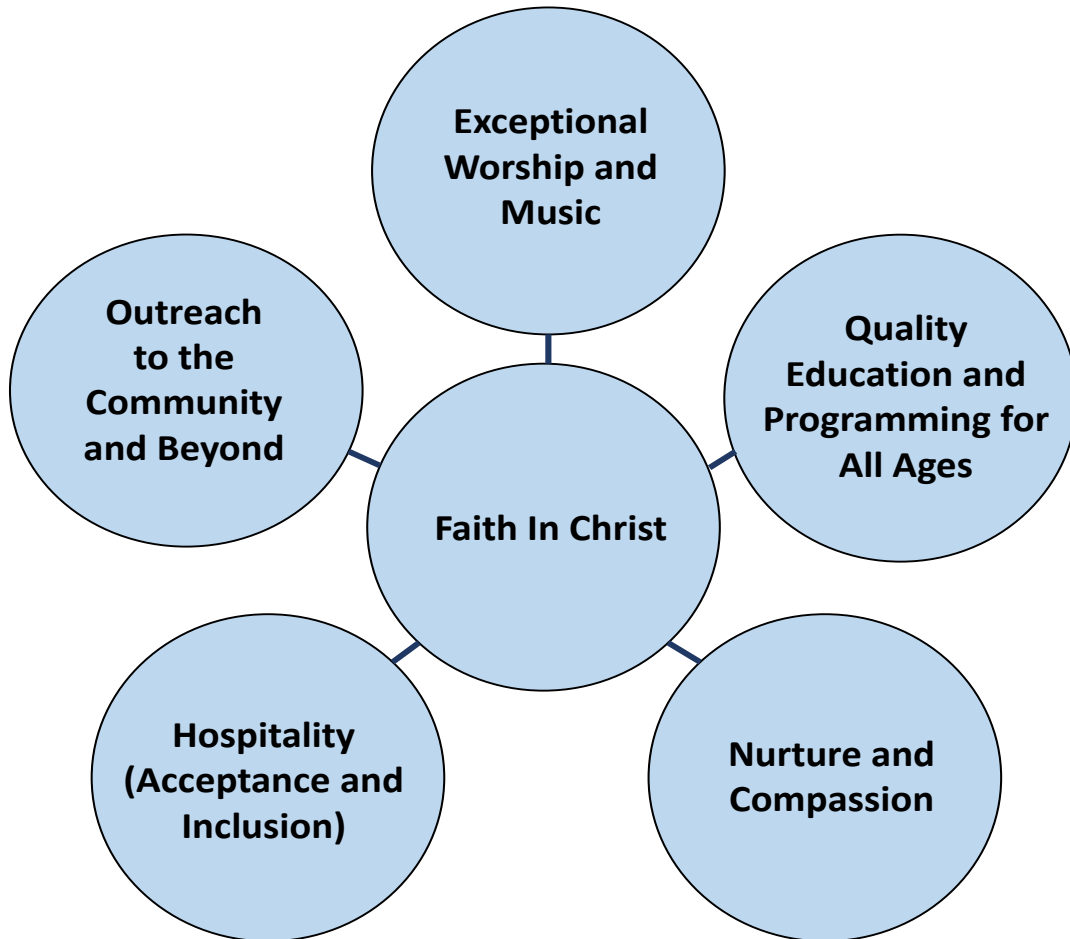 Exceptional
Worship and
Music
Outreach
to the
Community
and Beyond
Quality
Education and
Programming for
All Ages
Faith In Christ
Hospitality
(Acceptance and
Inclusion)
Nurture and
Compassion